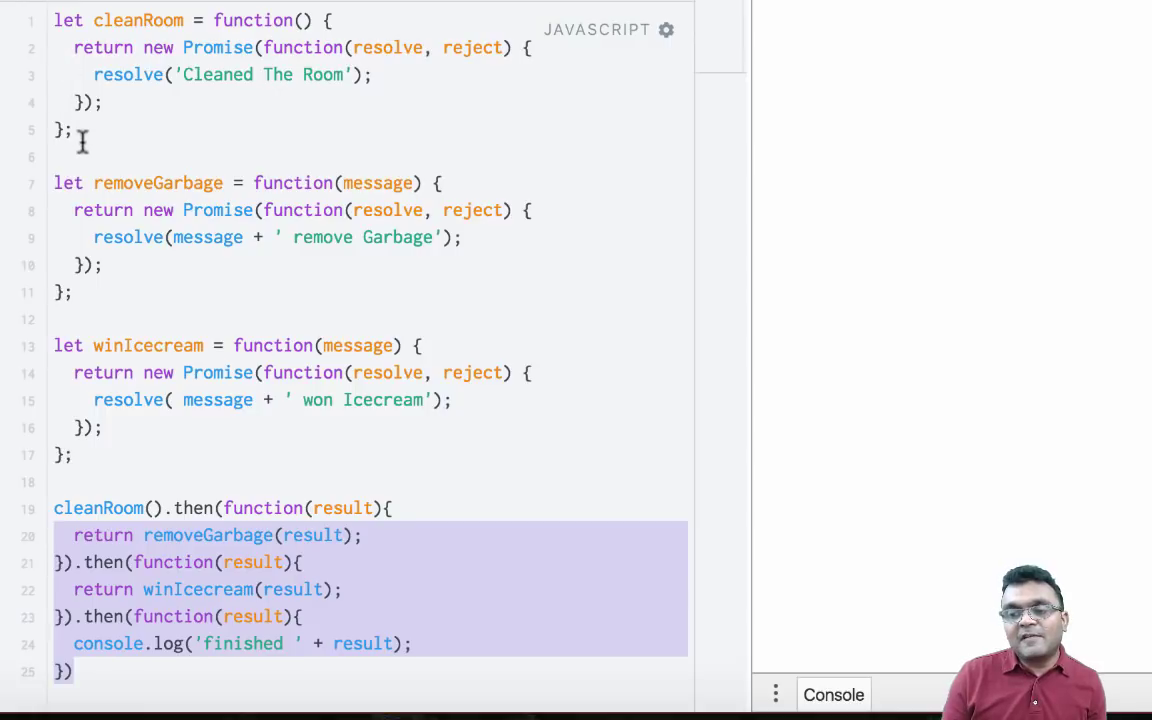 JAVASCRIPT
1 let cleanRoom = function() {
2 return new Promise(function(resolve, reject) {
3 resolve('Cleaned The Room');
4 });
5 };
6
7 let removeGarbage = function(message) {
8 return new Promise(function(resolve, reject) {
9 resolve(message + ' remove Garbage');
10 });
11 };
12
13 let winIcecream = function(message) {
14 return new Promise(function(resolve, reject) {
15 resolve( message + ' won Icecream');
16 });
17 };
18
19 cleanRoom().then(function(result){
20 return removeGarbage(result);
21 }).then(function(result){
22 return winIcecream(result);
23 }).then(function(result){
24 console.log('finished ' + result);
25 })
Console